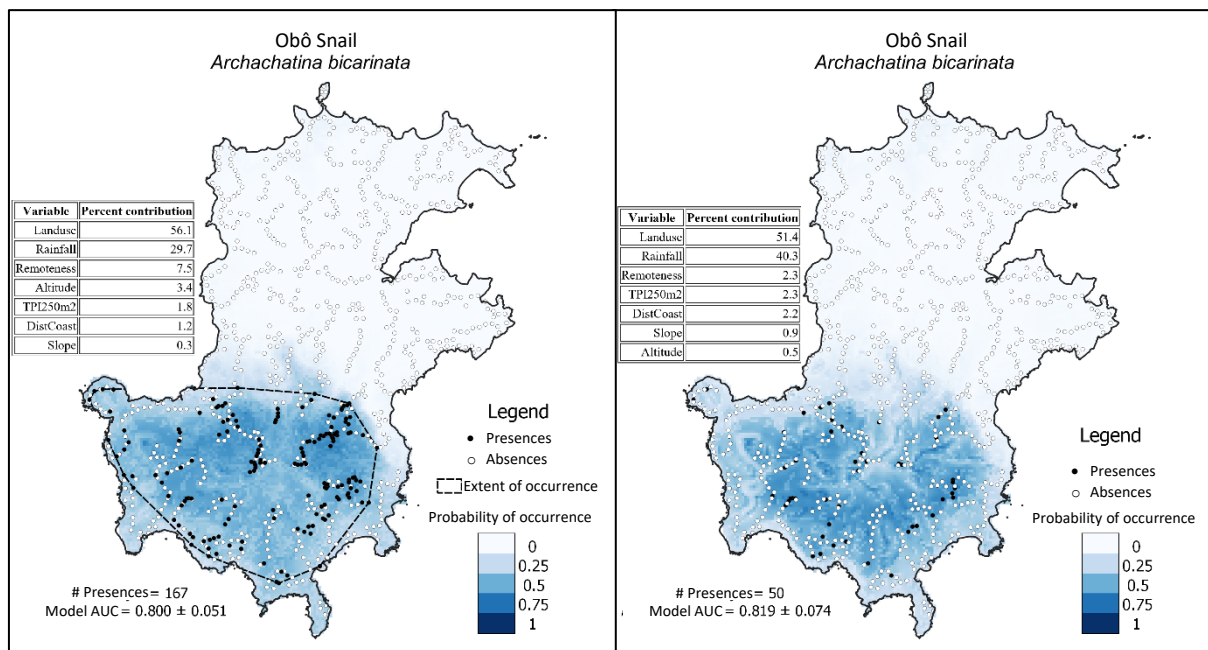 Obô Snail
Archachatina bicarinata
Variable Percent contribution
Landuse 56.1
Rainfall 29.7
Remoteness 7.5
Altitude 3.4
TPI250m2 1.8
DistCoast 1.2
Slope 0.3
Legend
Presences
Absences
Extent of occurrence
Probability of occurrence
0
0.25
0.5
0.75
1
# Presences= 167
Model AUC = 0.800 ± 0.051
Obô Snail
Archachatina bicarinata
Variable Percent contribution
Landuse 51.4
Rainfall 40.3
Remoteness 2.3
TPI250m2 2.3
DistCoast 2.2
Slope 0.9
Altitude 0.5
Legend
Presences
Absences
Probability of occurrence
0
0.25
0.5
0.75
1
# Presences= 50
Model AUC = 0.819 ± 0.074